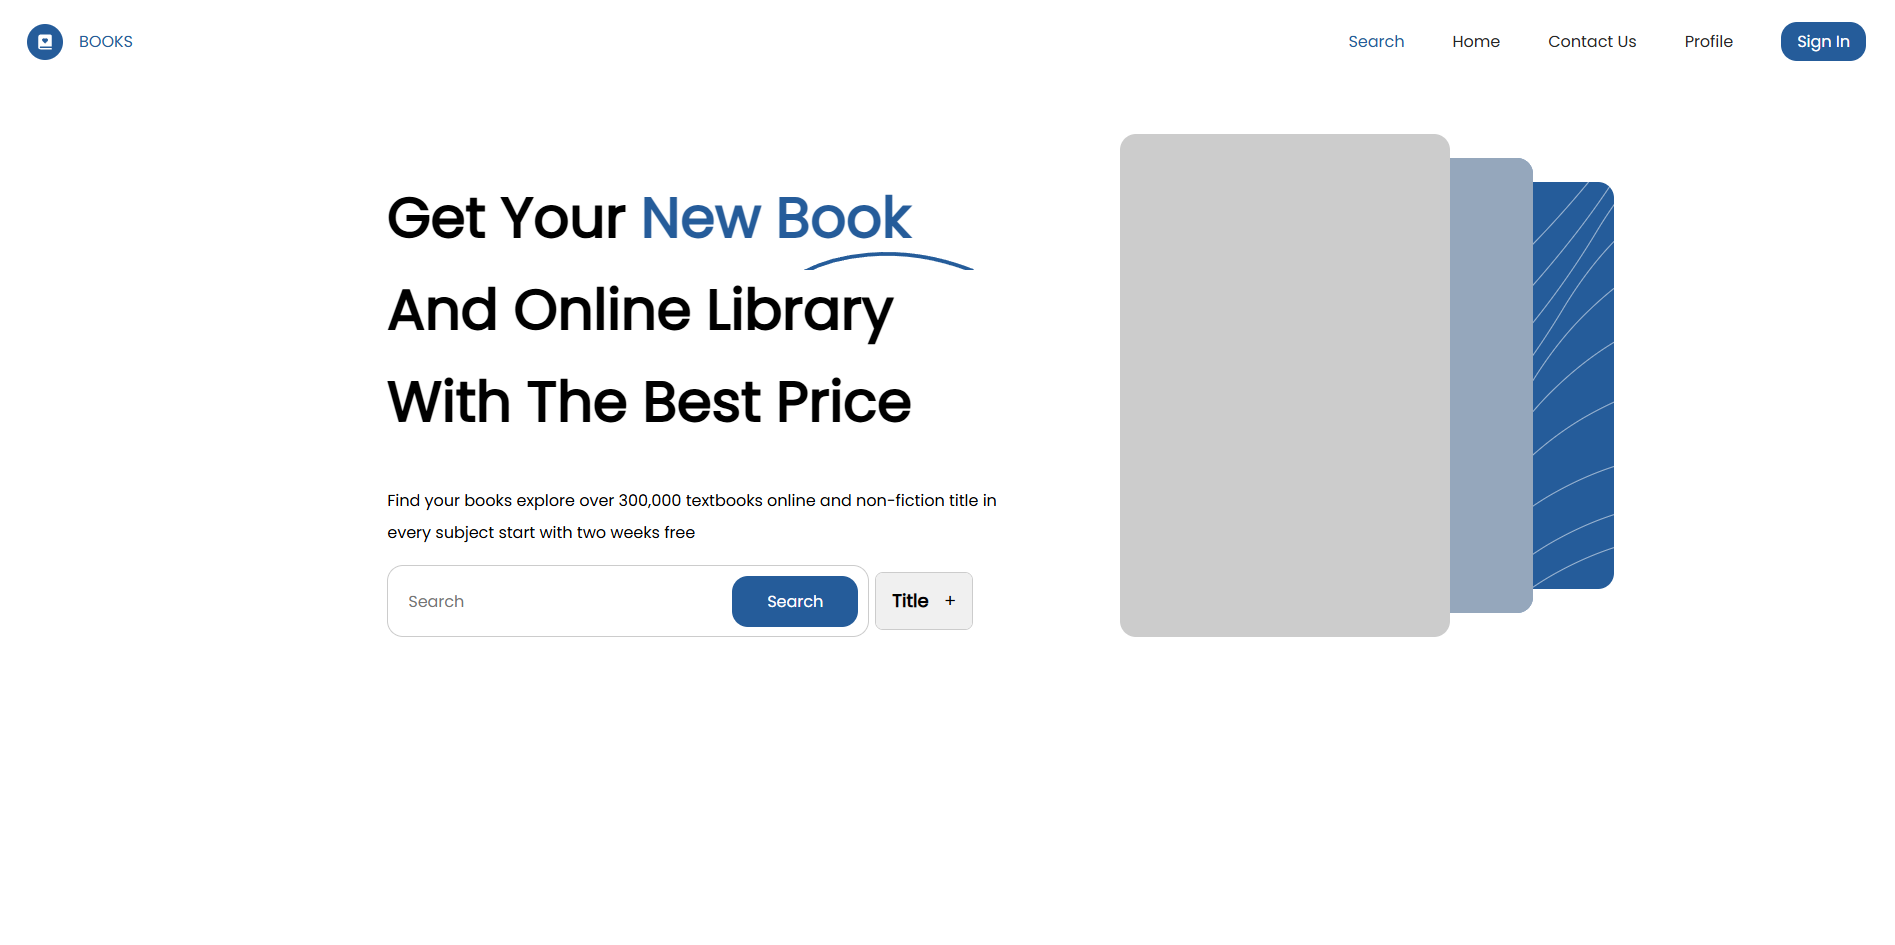 BOOKS
Search
Home
Contact Us
Profile
Sign In
Get Your New Book
And Online Library
With The Best Price
Find your books explore over 300,000 textbooks online and non-fiction title in
every subject start with two weeks free
Search
Search
Title +